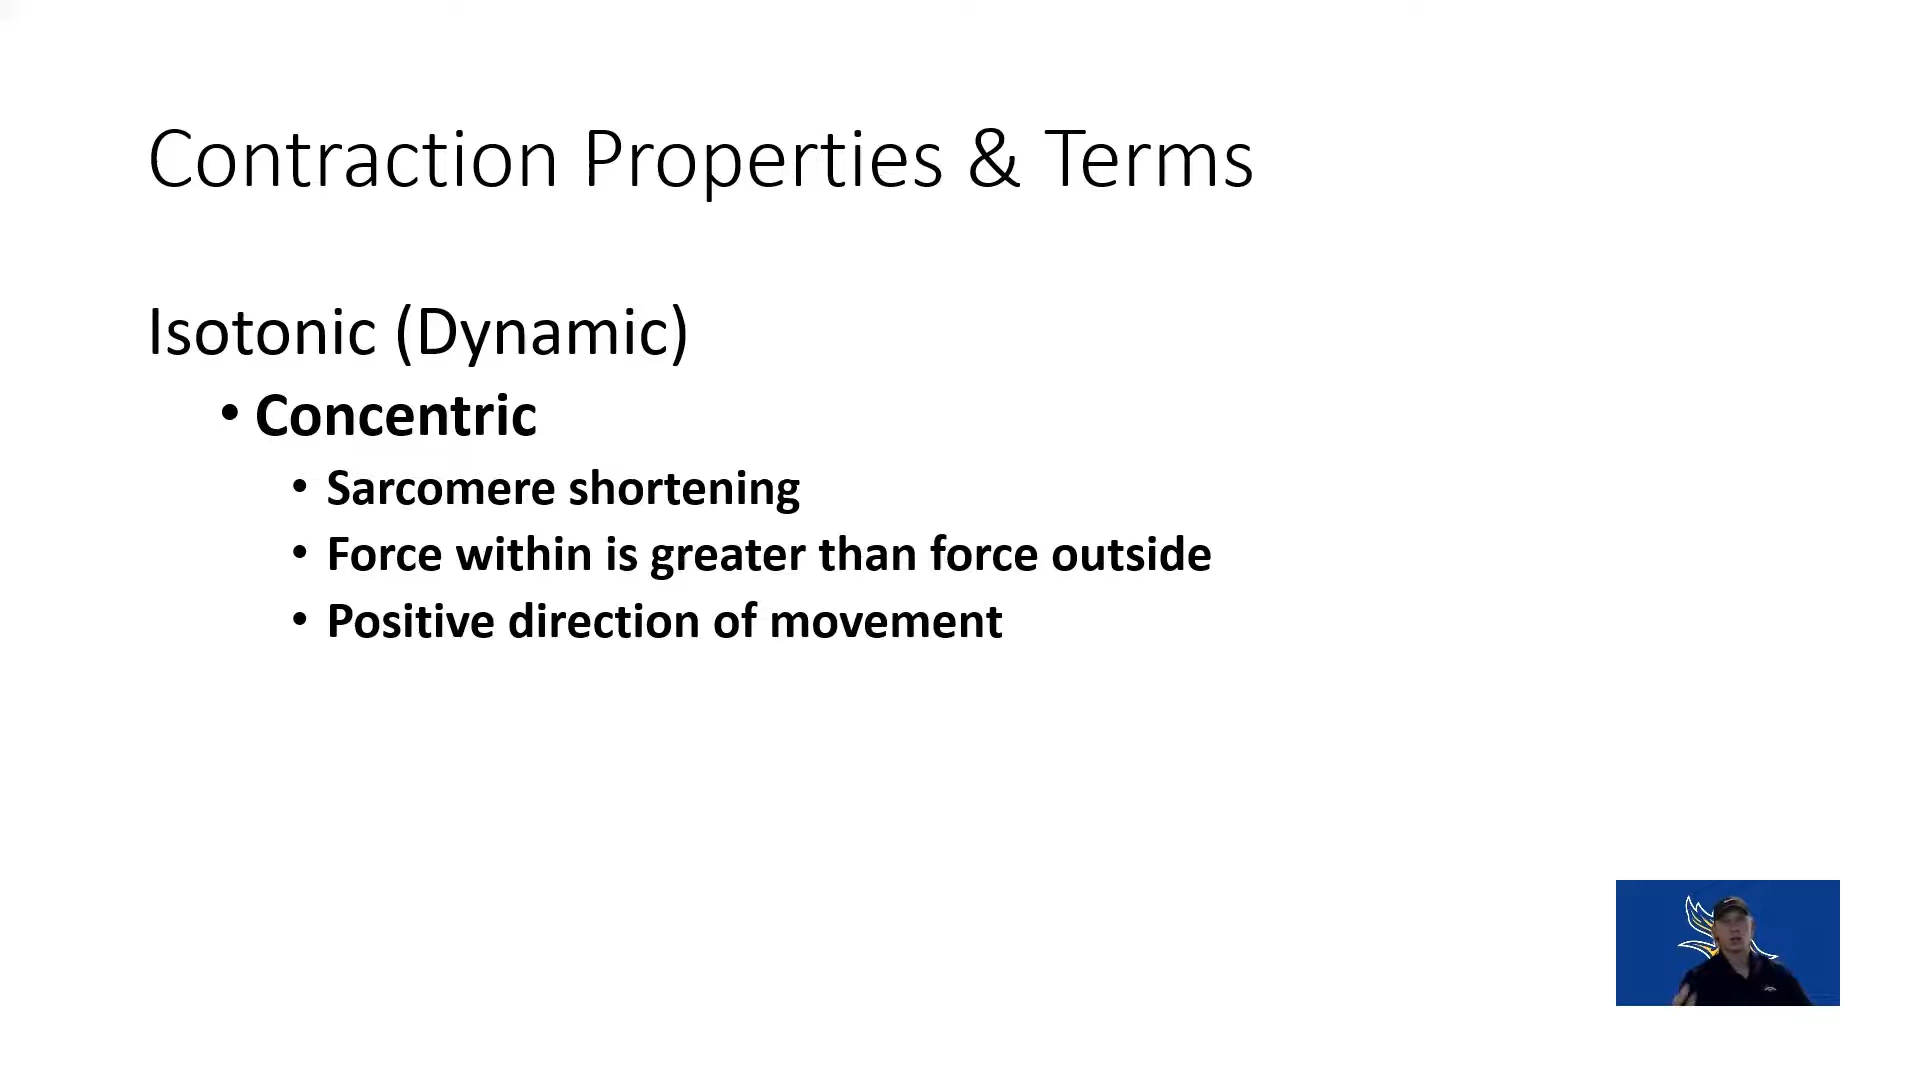 Contraction Properties & Terms
Isotonic (Dynamic)
• Concentric
• Sarcomere shortening
• Force within is greater than force outside
• Positive direction of movement